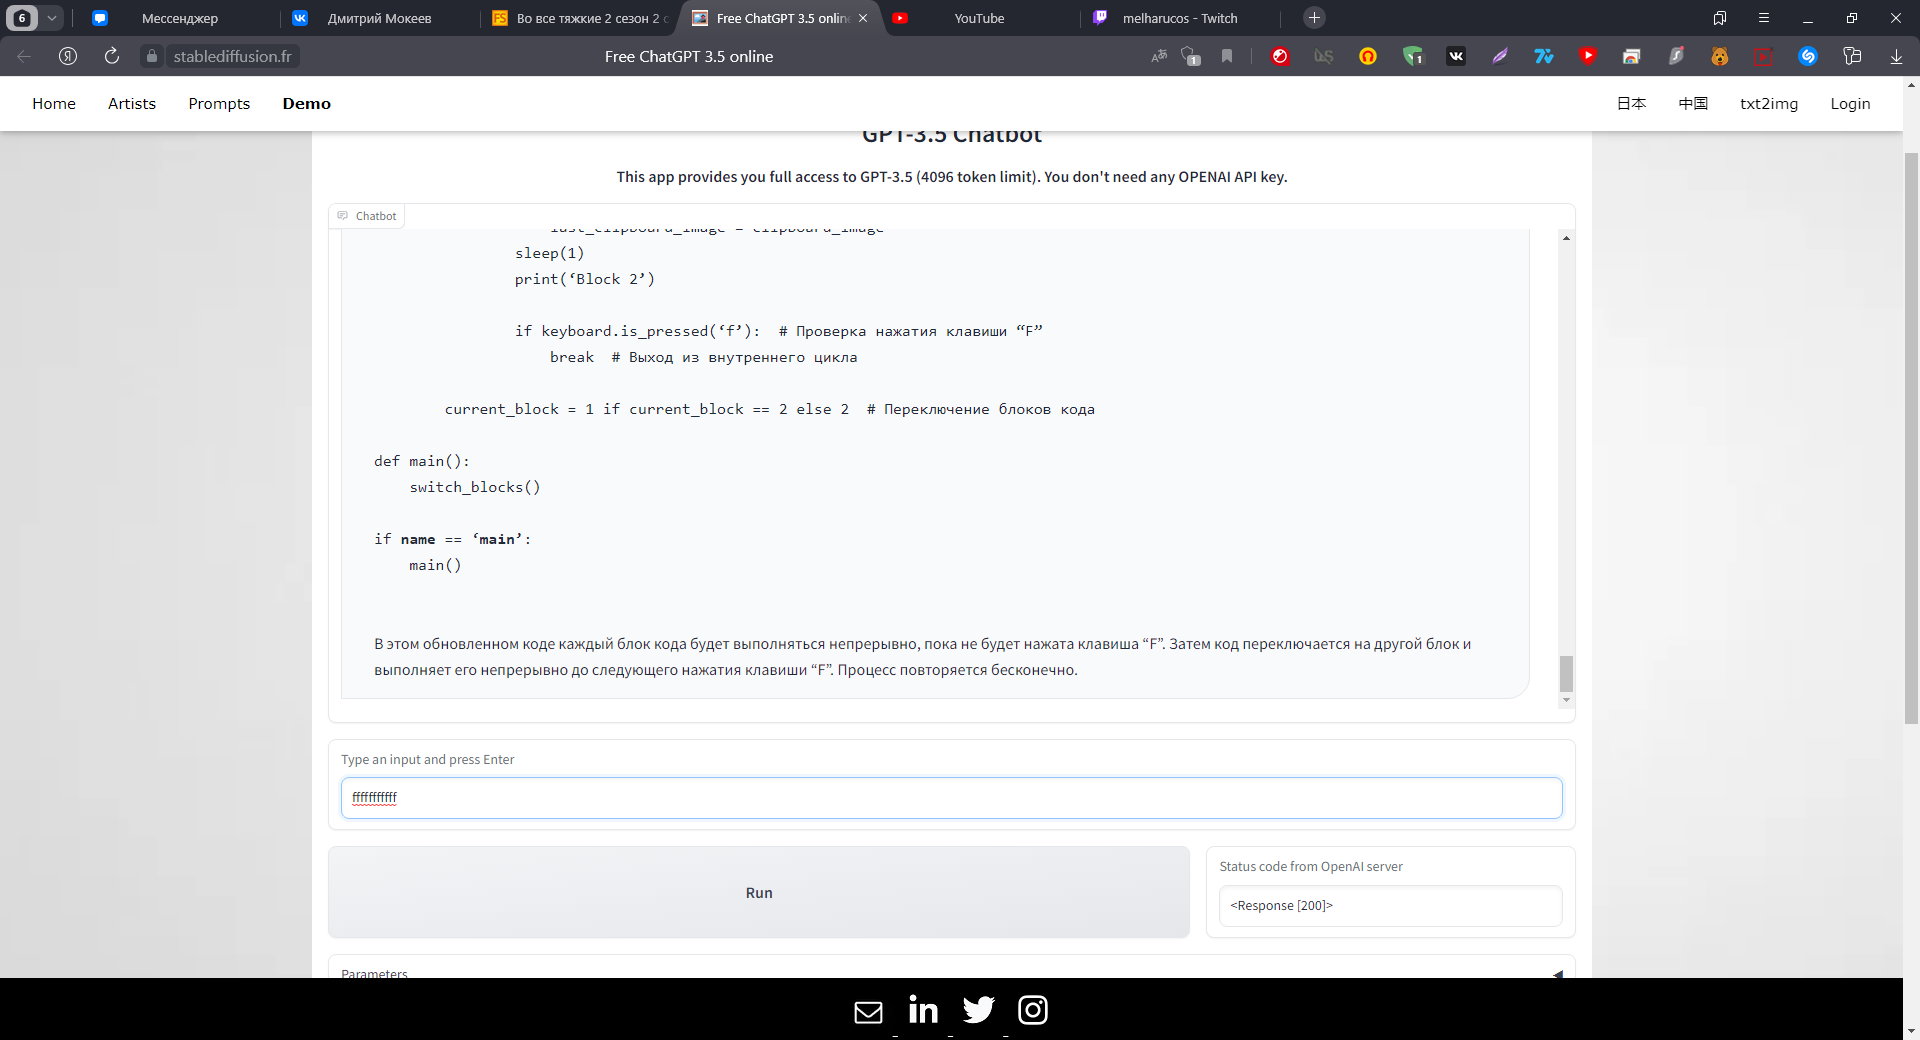 6
Мессенджер
Дмитрий Мокеев
Во все тяжкие 2 сезон 2 с
Free ChatGPT 3.5 onlin
YouTube
melharucos - Twitch
stablediffusion.fr
Free ChatGPT 3.5 online
Home
Artists
Prompts
Demo
日本
中国
txt2img
Login
GPT-3.5 Chatbot
This app provides you full access to GPT-3.5 (4096 token limit). You don't need any OPENAI API key.
Chatbot
last_clipboard_image = clipboard_image
sleep(1)
print(‘Block 2’)
if keyboard.is_pressed(‘f’):  # Проверка нажатия клавиши “F”
break  # Выход из внутреннего цикла
current_block = 1 if current_block == 2 else 2  # Переключение блоков кода
def main():
switch_blocks()
if name == ‘main’:
main()
В этом обновленном коде каждый блок кода будет выполняться непрерывно, пока не будет нажата клавиша “F”. Затем код переключается на другой блок и
выполняет его непрерывно до следующего нажатия клавиши “F”. Процесс повторяется бесконечно.
Type an input and press Enter
fffffffffff
Run
Status code from OpenAI server
<Response [200]>
Parameters